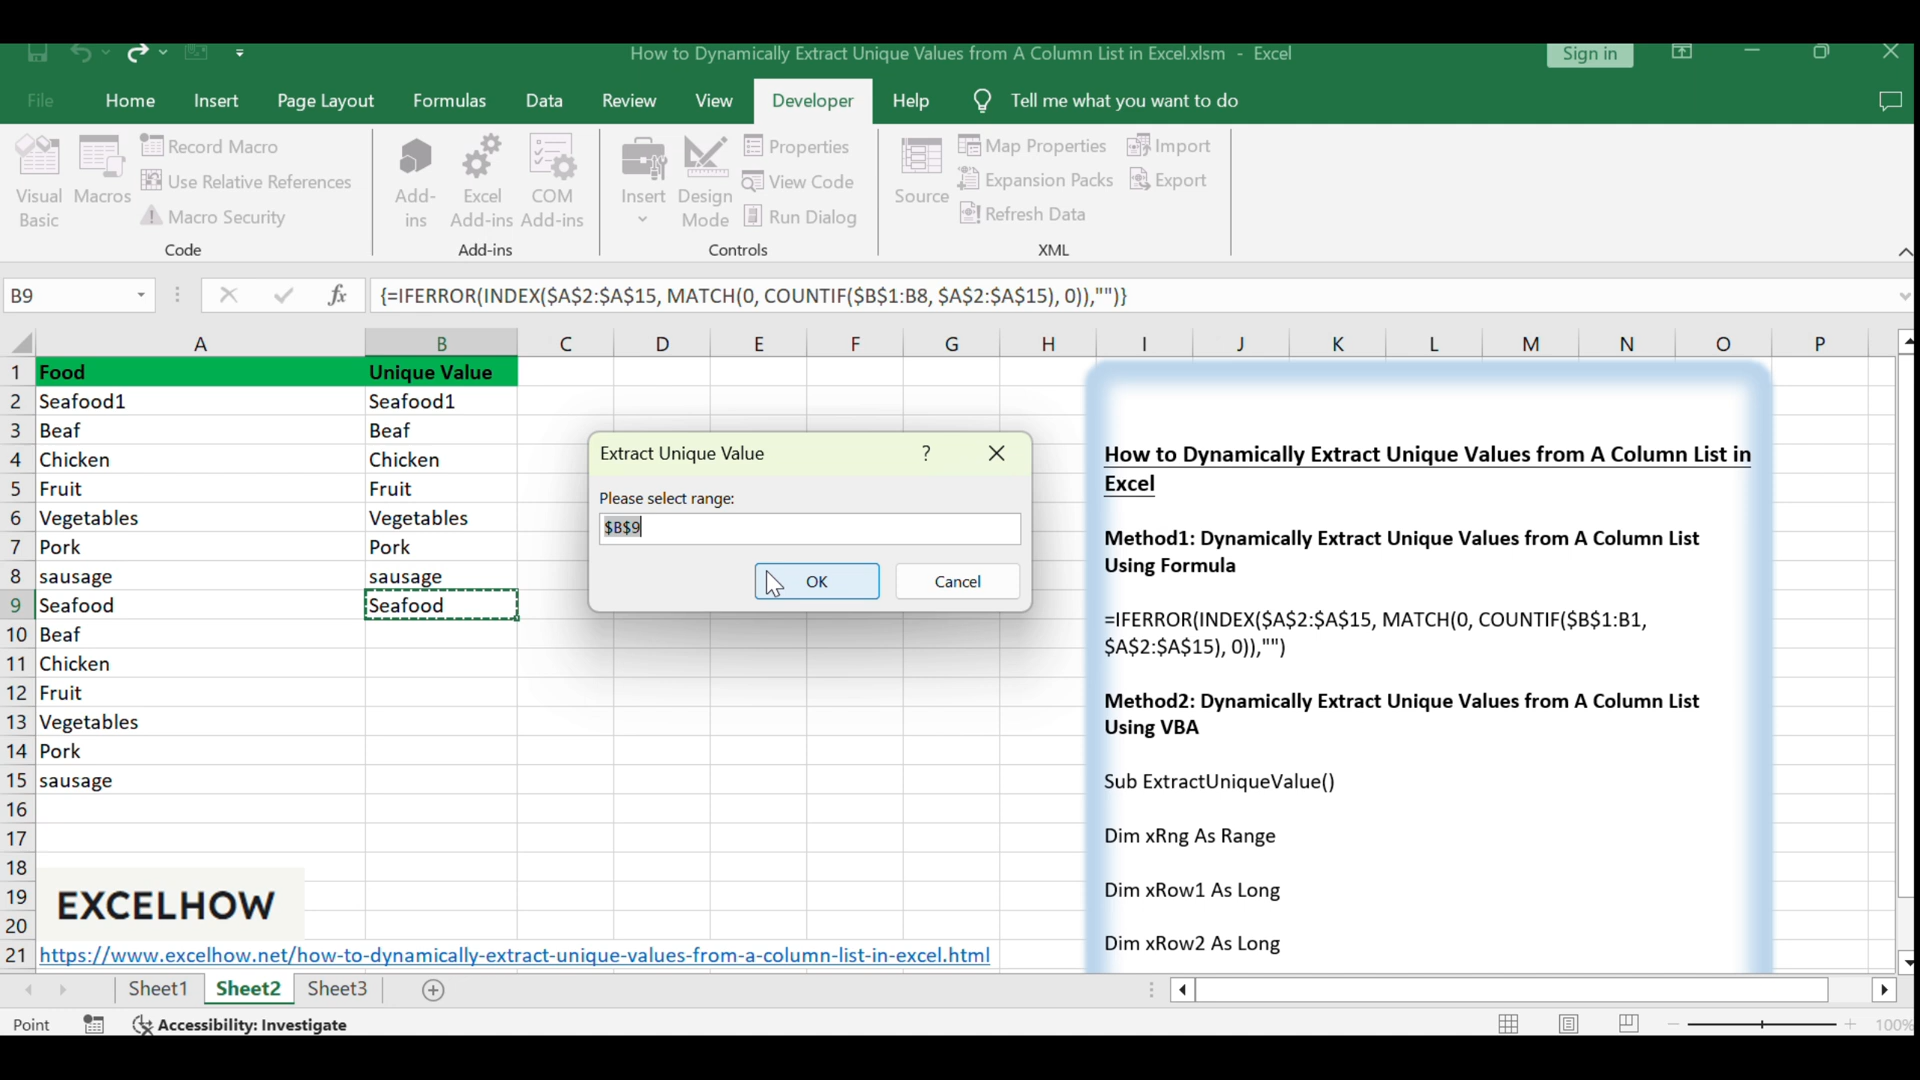 How to Dynamically Extract Unique Values from A Column List in Excel.xlsm - Excel
Sign in
File Home Insert Page Layout Formulas Data Review View Developer Help Tell me what you want to do
Visual Basic
Macros
Record Macro
Use Relative References
Macro Security
Code
Add-ins
Excel Add-ins
COM Add-ins
Add-ins
Insert
Design Mode
Properties
View Code
Run Dialog
Controls
Source
Map Properties
Expansion Packs
Refresh Data
Import
Export
XML
B9 fx {=IFERROR(INDEX($A$2:$A$15, MATCH(0, COUNTIF($B$1:B8, $A$2:$A$15), 0)),"")}
A B C D E F G H I J K L M N O P
1 Food Unique Value
2 Seafood1 Seafood1
3 Beaf Beaf
4 Chicken Chicken
5 Fruit Fruit
6 Vegetables Vegetables
7 Pork Pork
8 sausage sausage
9 Seafood Seafood
10 Beaf
11 Chicken
12 Fruit
13 Vegetables
14 Pork
15 sausage
16
17
18
19
20
21 https://www.excelhow.net/how-to-dynamically-extract-unique-values-from-a-column-list-in-excel.html
EXCELHOW
Extract Unique Value ?
Please select range:
$B$9
OK Cancel
How to Dynamically Extract Unique Values from A Column List in
Excel
Method1: Dynamically Extract Unique Values from A Column List
Using Formula
=IFERROR(INDEX($A$2:$A$15, MATCH(0, COUNTIF($B$1:B1,
$A$2:$A$15), 0)),"")
Method2: Dynamically Extract Unique Values from A Column List
Using VBA
Sub ExtractUniqueValue()
Dim xRng As Range
Dim xRow1 As Long
Dim xRow2 As Long
Sheet1 Sheet2 Sheet3
Point Accessibility: Investigate 100%